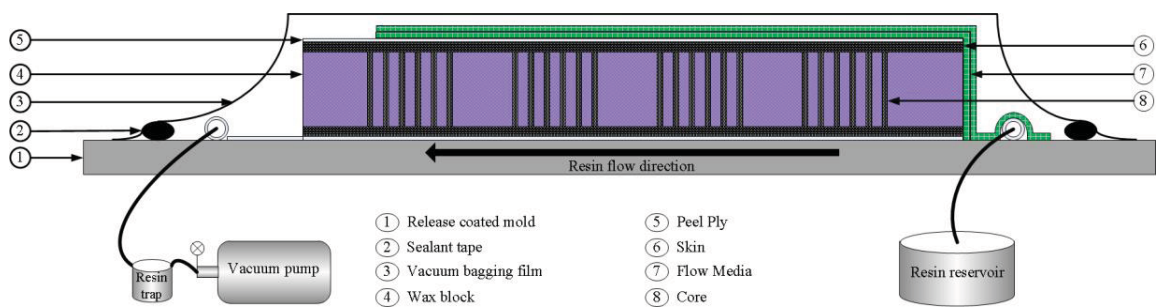 5
4
3
2
1
6
7
8
Resin flow direction
Resin
trap
Vacuum pump
1 Release coated mold
2 Sealant tape
3 Vacuum bagging film
4 Wax block
5 Peel Ply
6 Skin
7 Flow Media
8 Core
Resin reservoir